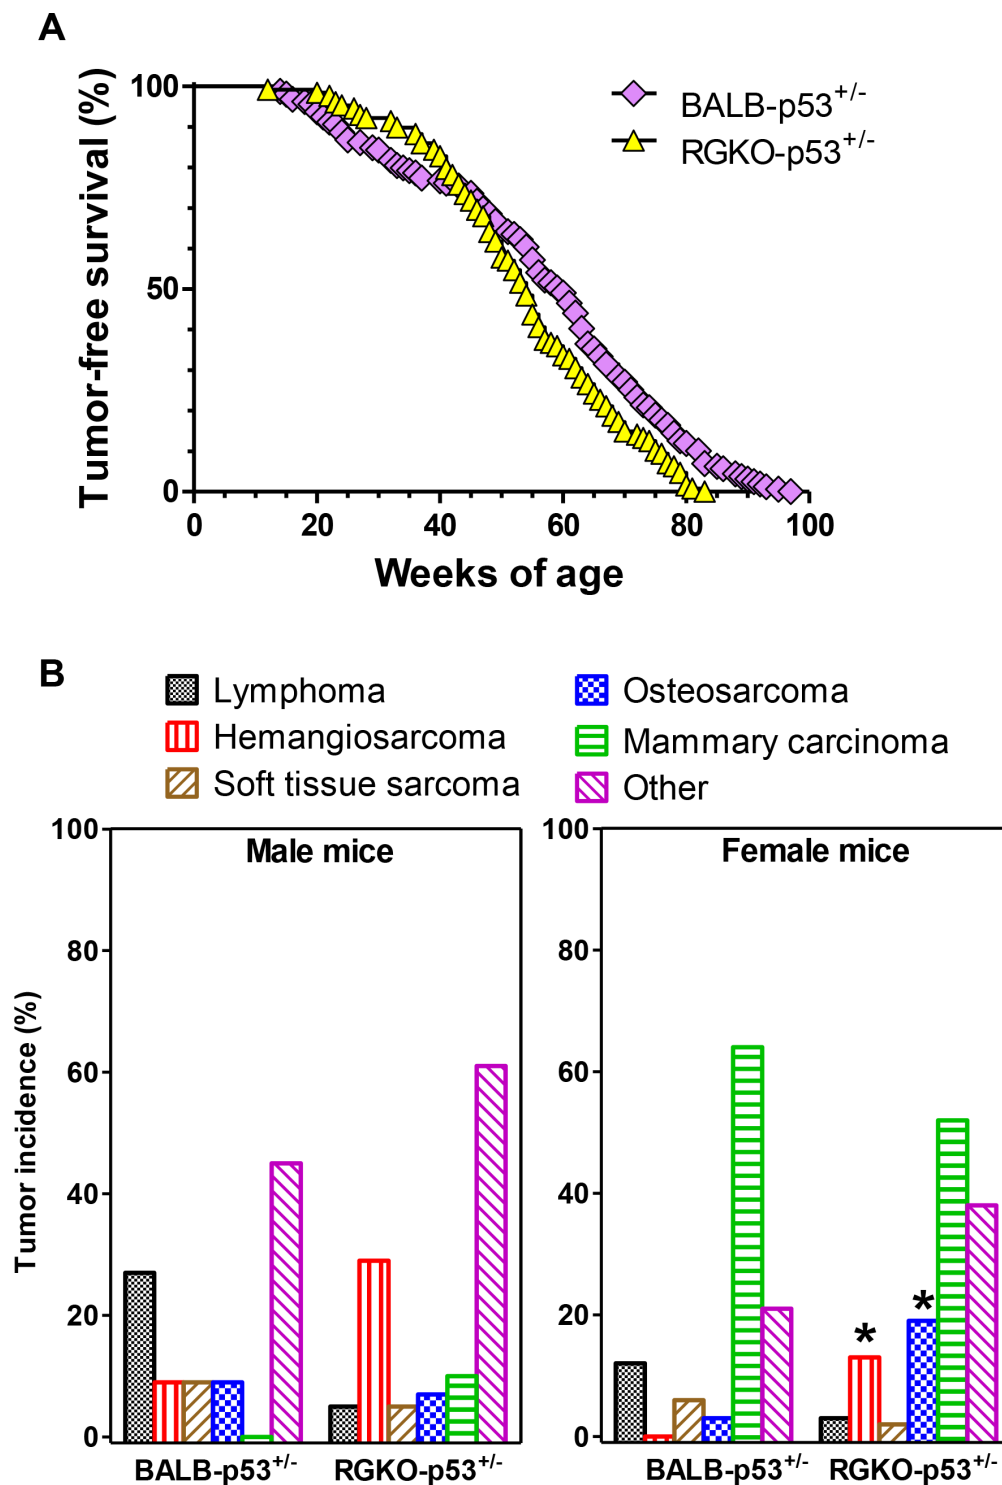 A
Tumor-free survival (%)
100
50
0
0 20 40 60 80 100
Weeks of age
BALB-p53+/-
RGKO-p53+/-
B
Lymphoma
Hemangiosarcoma
Soft tissue sarcoma
Osteosarcoma
Mammary carcinoma
Other
Tumor incidence (%)
Male mice
100
80
60
40
20
0
BALB-p53+/- RGKO-p53+/-
Female mice
100
80
60
40
20
0
* *
BALB-p53+/- RGKO-p53+/-